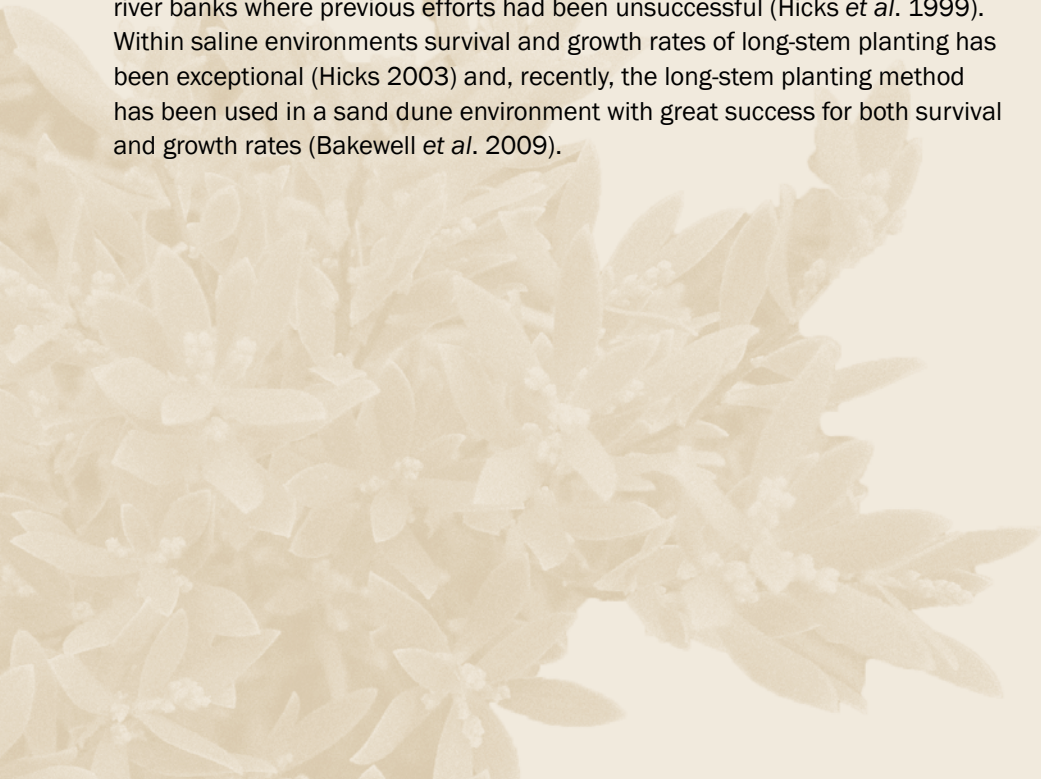 river banks where previous efforts had been unsuccessful (Hicks et al. 1999).
Within saline environments survival and growth rates of long-stem planting has
been exceptional (Hicks 2003) and, recently, the long-stem planting method
has been used in a sand dune environment with great success for both survival
and growth rates (Bakewell et al. 2009).